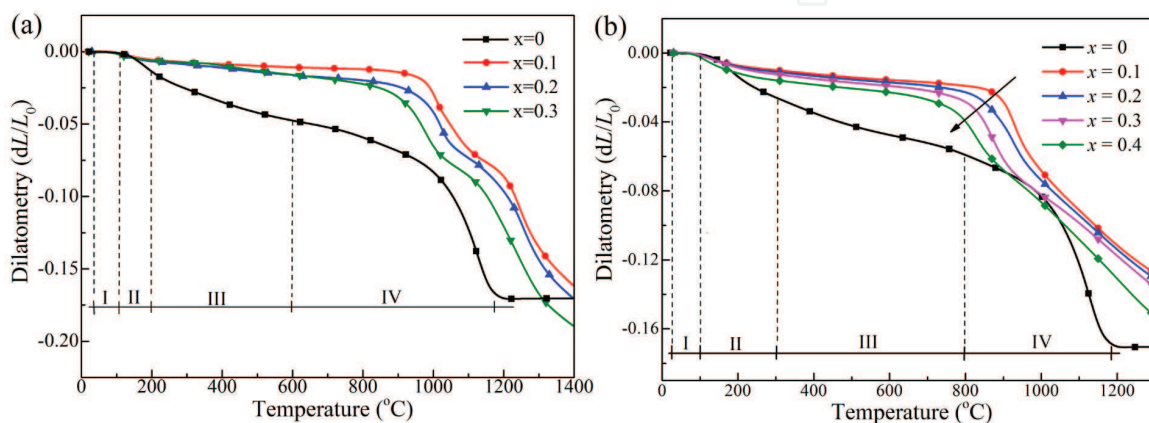 (a)
0.00
-0.05
-0.10
-0.15
-0.20
Dilatometry (dL/L0)
x=0
x=0.1
x=0.2
x=0.3
I II III IV
0 200 400 600 800 1000 1200 1400
Temperature (°C)
(b)
0.00
-0.04
-0.08
-0.12
-0.16
Dilatometry (dL/L0)
x = 0
x = 0.1
x = 0.2
x = 0.3
x = 0.4
I II III IV
0 200 400 600 800 1000 1200
Temperature (°C)